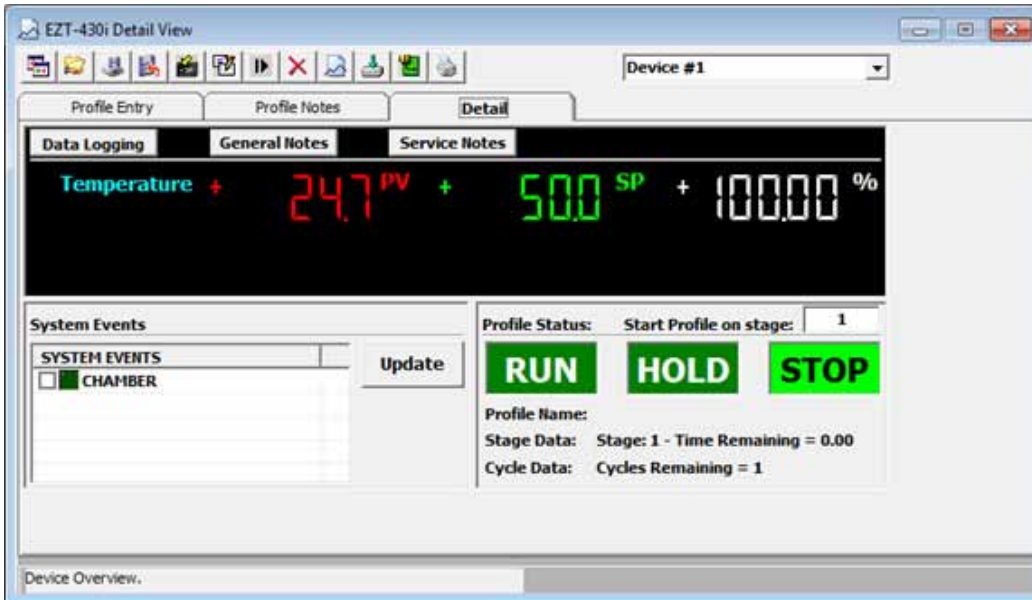 EZT-430i Detail View
Device #1
Profile Entry Profile Notes Detail
Data Logging General Notes Service Notes
Temperature + 24.7 PV + 50.0 SP + 100.00 %
System Events
SYSTEM EVENTS
CHAMBER
Update
Profile Status: Start Profile on stage: 1
RUN HOLD STOP
Profile Name:
Stage Data: Stage: 1 - Time Remaining = 0.00
Cycle Data: Cycles Remaining = 1
Device Overview.